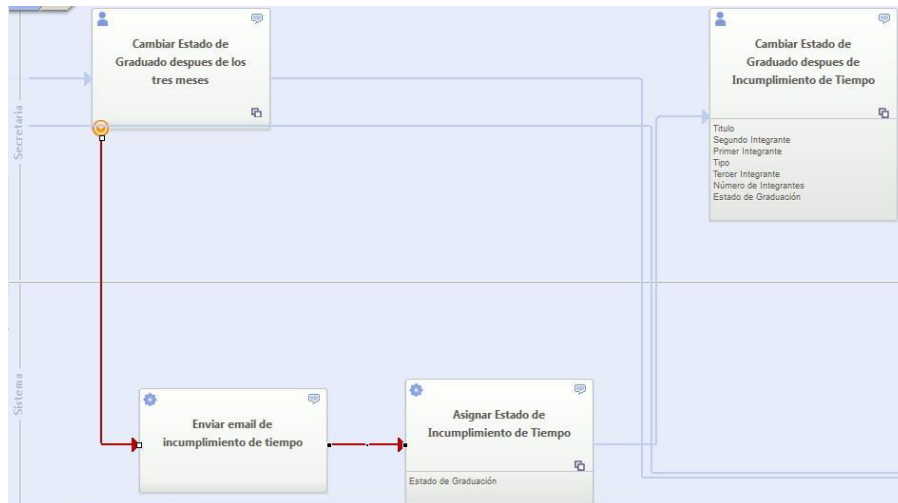 Secretaria
Cambiar Estado de
Graduado despues de los
tres meses
Cambiar Estado de
Graduado despues de
Incumplimiento de Tiempo
Titulo
Segundo Integrante
Primer Integrante
Tipo
Tercer Integrante
Número de Integrantes
Estado de Graduación
Sistema
Enviar email de
incumplimiento de tiempo
Asignar Estado de
Incumplimiento de Tiempo
Estado de Graduación